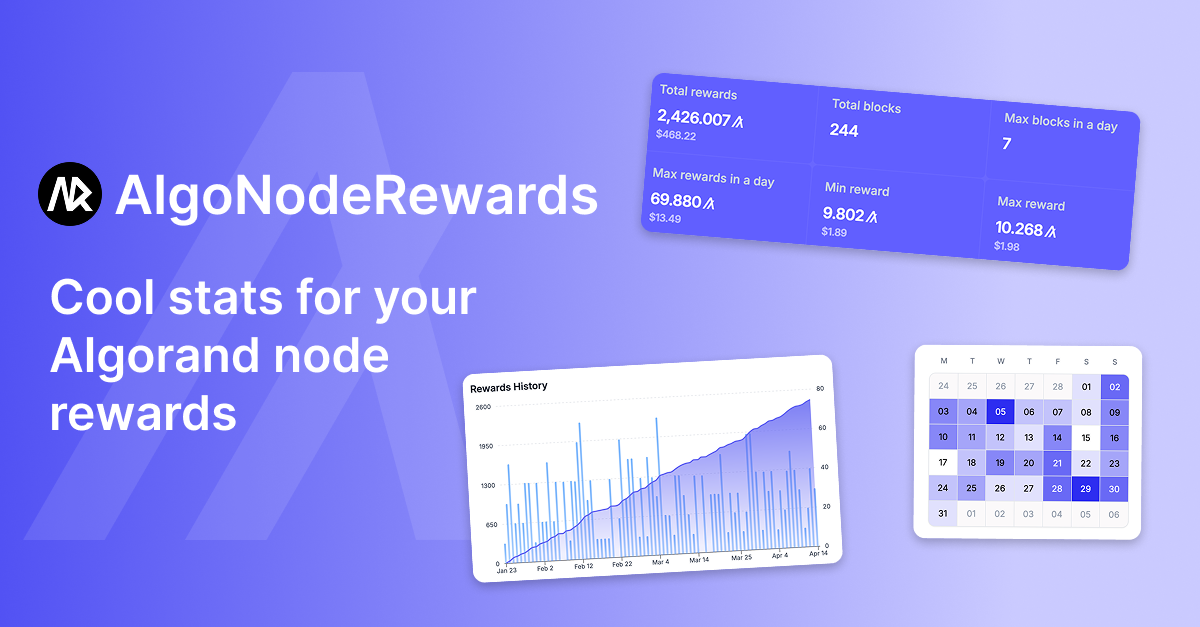 AlgoNodeRewards
Cool stats for your
Algorand node
rewards
Total rewards
2,426.007
$468.22
Total blocks
244
Max blocks in a day
7
Max rewards in a day
69.880
$13.49
Min reward
9.802
$1.89
Max reward
10.268
$1.98
Rewards History
2600
1950
1300
650
0
80
60
40
20
0
Jan 23 Feb 2 Feb 12 Feb 22 Mar 4 Mar 14 Mar 25 Apr 4 Apr 14
M T W T F S S
24 25 26 27 28 01 02
03 04 05 06 07 08 09
10 11 12 13 14 15 16
17 18 19 20 21 22 23
24 25 26 27 28 29 30
31 01 02 03 04 05 06